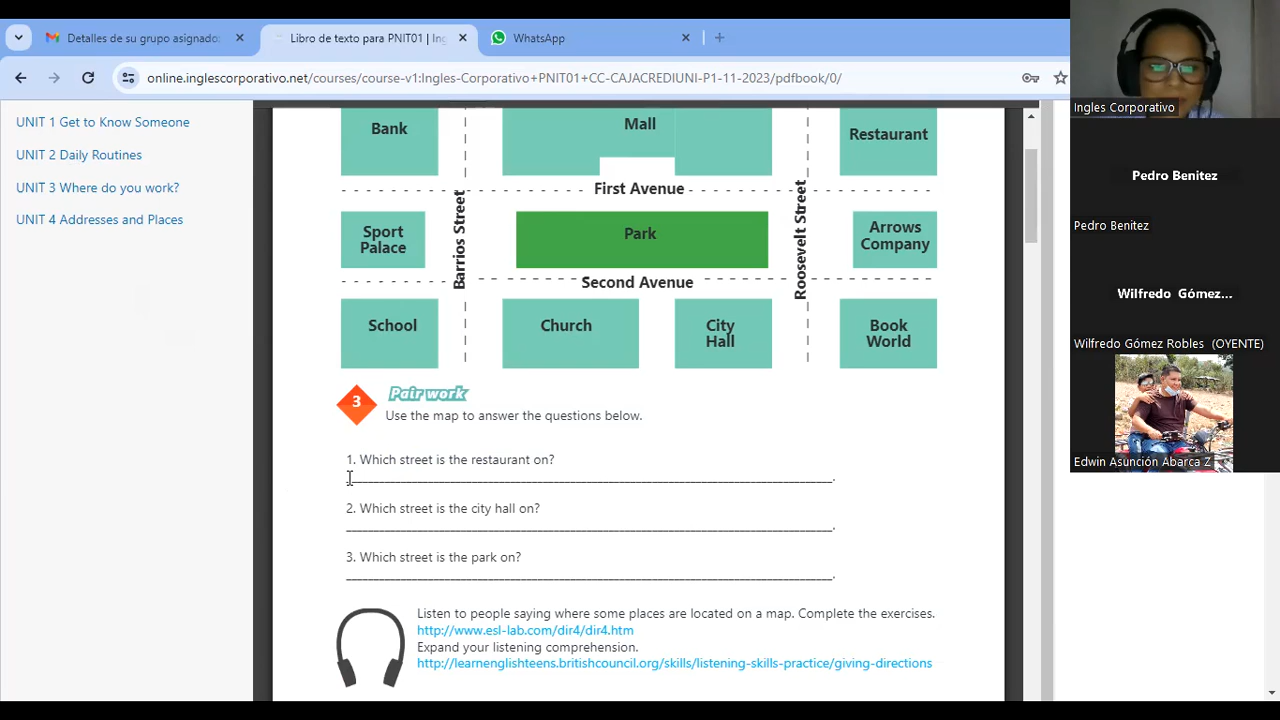 Detalles de su grupo asignado
Libro de texto para PNIT01 | Ing
WhatsApp
online.inglescorporativo.net/courses/course-v1:Ingles-Corporativo+PNIT01+CC-CAJACREDIUNI-P1-11-2023/pdfbook/0/
UNIT 1 Get to Know Someone
UNIT 2 Daily Routines
UNIT 3 Where do you work?
UNIT 4 Addresses and Places
Bank
Mall
Restaurant
First Avenue
Sport
Palace
Barrios Street
Park
Roosevelt Street
Arrows
Company
Second Avenue
School
Church
City
Hall
Book
World
3
Pair work
Use the map to answer the questions below.
1. Which street is the restaurant on?
2. Which street is the city hall on?
3. Which street is the park on?
Listen to people saying where some places are located on a map. Complete the exercises.
http://www.esl-lab.com/dir4/dir4.htm
Expand your listening comprehension.
http://learnenglishteens.britishcouncil.org/skills/listening-skills-practice/giving-directions
Ingles Corporativo
Pedro Benitez
Pedro Benitez
Wilfredo Gómez...
Wilfredo Gómez Robles (OYENTE)
Edwin Asunción Abarca Z